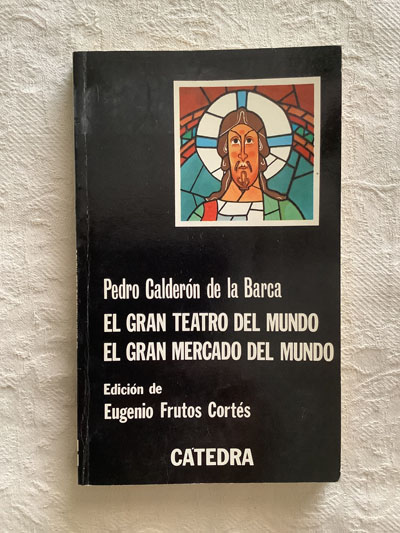 Pedro Calderón de la Barca
EL GRAN TEATRO DEL MUNDO
EL GRAN MERCADO DEL MUNDO
Edición de
Eugenio Frutos Cortés
CATEDRA